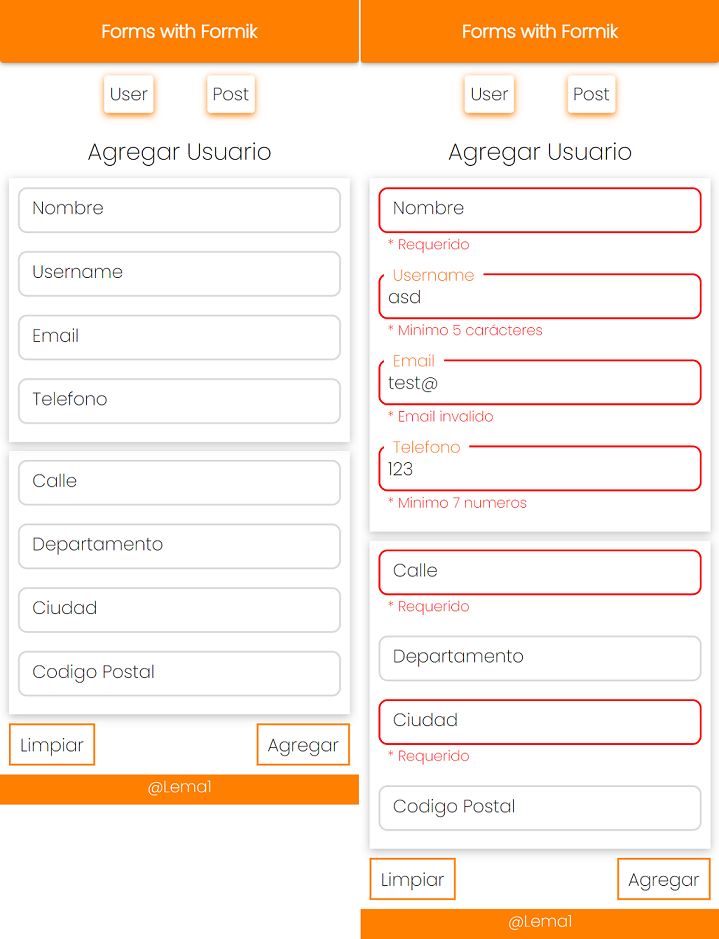 Forms with Formik
User
Post
Agregar Usuario
Nombre
Username
Email
Telefono
Calle
Departamento
Ciudad
Codigo Postal
Limpiar
Agregar
@Lema1
Forms with Formik
User
Post
Agregar Usuario
Nombre
* Requerido
Username
asd
* Minimo 5 carácteres
Email
test@
* Email invalido
Telefono
123
* Minimo 7 numeros
Calle
* Requerido
Departamento
Ciudad
* Requerido
Codigo Postal
Limpiar
Agregar
@Lema1